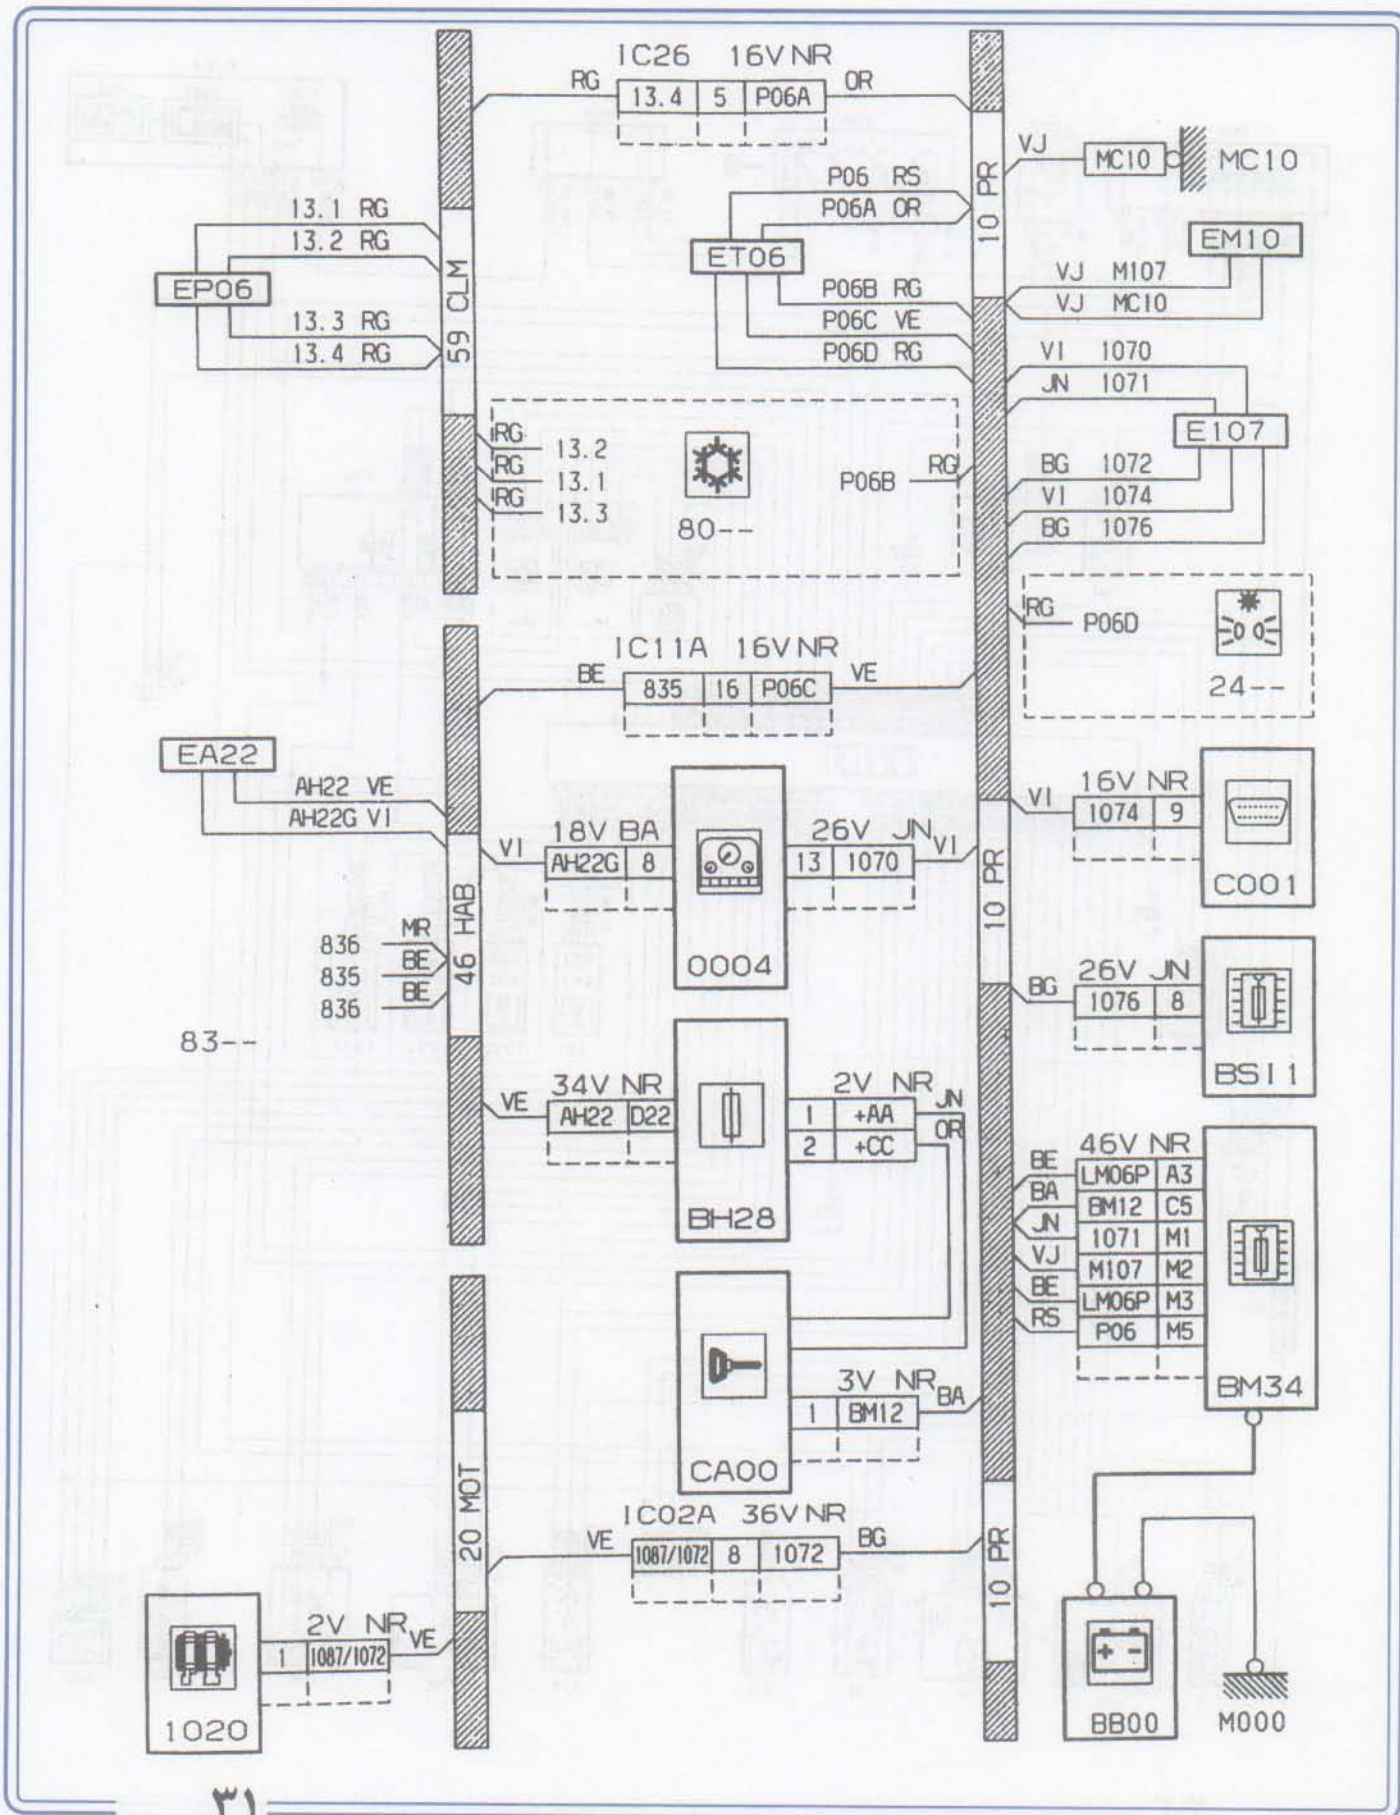 IC26 16V NR
RG 13.4 5 P06A OR
VJ MC10 MC10
P06 RS
P06A OR
10 PR
13.1 RG
13.2 RG
EP06
13.3 RG
13.4 RG
59 CLM
ET06
EM10
VJ M107
VJ MC10
P06B RG
P06C VE
P06D RG
VI 1070
JN 1071
E107
BG 1072
VI 1074
BG 1076
RG 13.2
RG 13.1
RG 13.3
80--
P06B RG
RG P06D
24--
IC11A 16V NR
BE 835 16 P06C VE
EA22
AH22 VE
AH22G VI
46 HAB
18V BA
VI AH22G 8
0004
26V JN
13 1070 VI
10 PR
16V NR
VI 1074 9
C001
836 MR
835 BE
836 BE
83--
26V JN
BG 1076 8
BSI1
34V NR
VE AH22 D22
BH28
2V NR
1 +AA JN
2 +CC OR
46V NR
BE LM06P A3
BA BM12 C5
JN 1071 M1
VJ M107 M2
BE LM06P M3
RS P06 M5
BM34
CA00
3V NR
1 BM12 BA
20 MOT
IC02A 36V NR
VE 1087/1072 8 1072 BG
10 PR
2V NR
1 1087/1072 VE
1020
+ -
BB00
M000
٣١